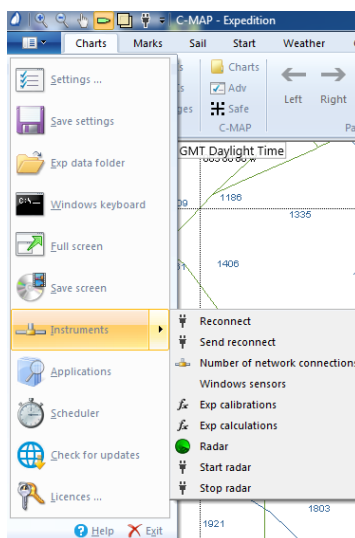 C-MAP - Expedition
Charts Marks Sail Start Weather
Settings ...
Save settings
Exp data folder
Windows keyboard
Full screen
Save screen
Instruments
Applications
Scheduler
Check for updates
Licences ...
Help Exit
Charts
Adv
Safe
C-MAP
Left Right
Pa
GMT Daylight Time
1186
1335
1406
Reconnect
Send reconnect
Number of network connections
Windows sensors
Exp calibrations
Exp calculations
Radar
Start radar
Stop radar
1803
1921